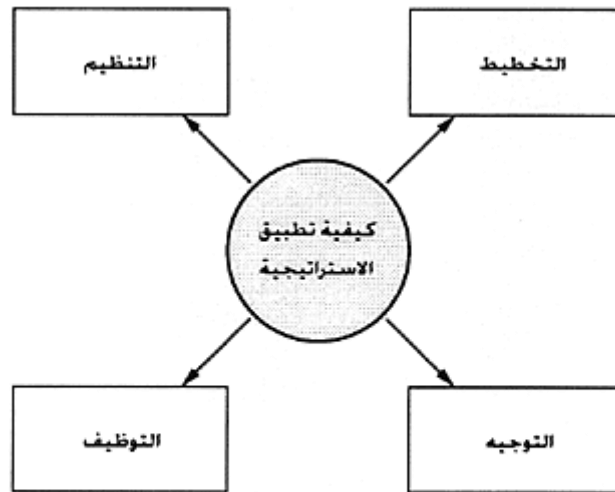 التخطيط
التنظيم
كيفية تطبيق
الاستراتيجية
التوجيه
التوظيف